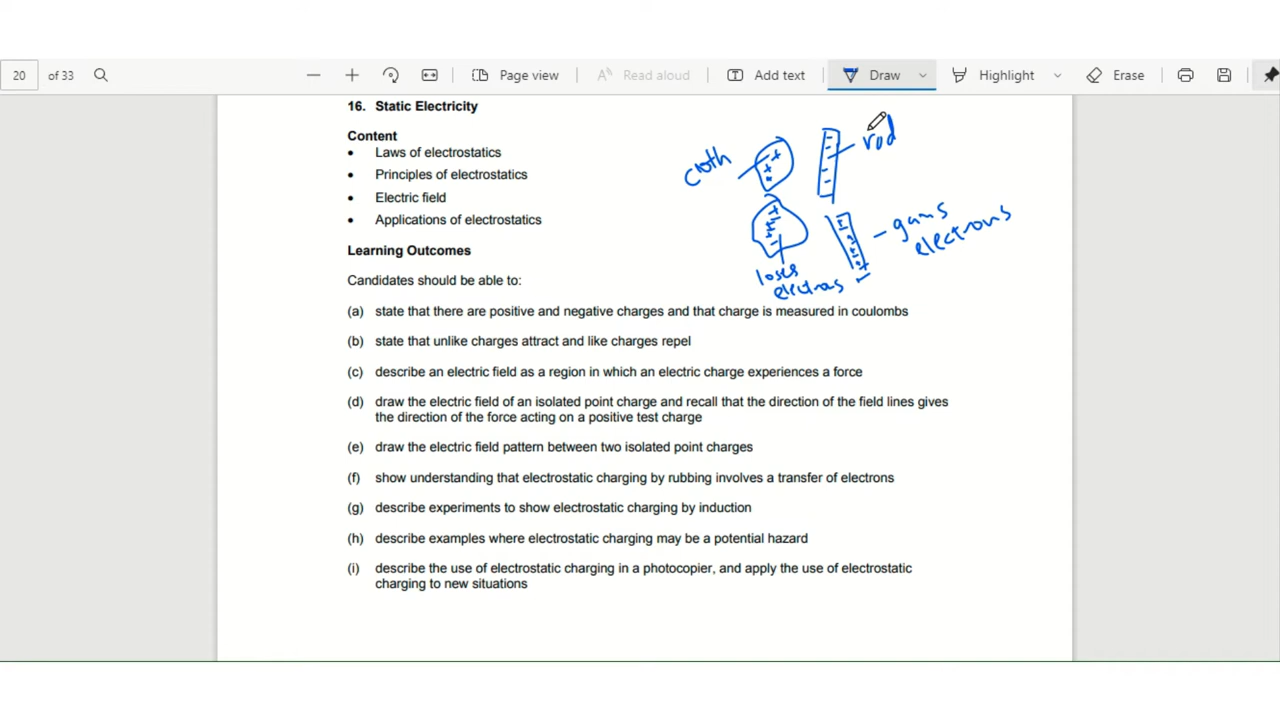 20 of 33 Page view Read aloud Add text Draw Highlight Erase
16. Static Electricity
Content
• Laws of electrostatics
• Principles of electrostatics
• Electric field
• Applications of electrostatics
cloth
rod
gains
electrons
loses
electrons
Learning Outcomes
Candidates should be able to:
(a) state that there are positive and negative charges and that charge is measured in coulombs
(b) state that unlike charges attract and like charges repel
(c) describe an electric field as a region in which an electric charge experiences a force
(d) draw the electric field of an isolated point charge and recall that the direction of the field lines gives
the direction of the force acting on a positive test charge
(e) draw the electric field pattern between two isolated point charges
(f) show understanding that electrostatic charging by rubbing involves a transfer of electrons
(g) describe experiments to show electrostatic charging by induction
(h) describe examples where electrostatic charging may be a potential hazard
(i) describe the use of electrostatic charging in a photocopier, and apply the use of electrostatic
charging to new situations